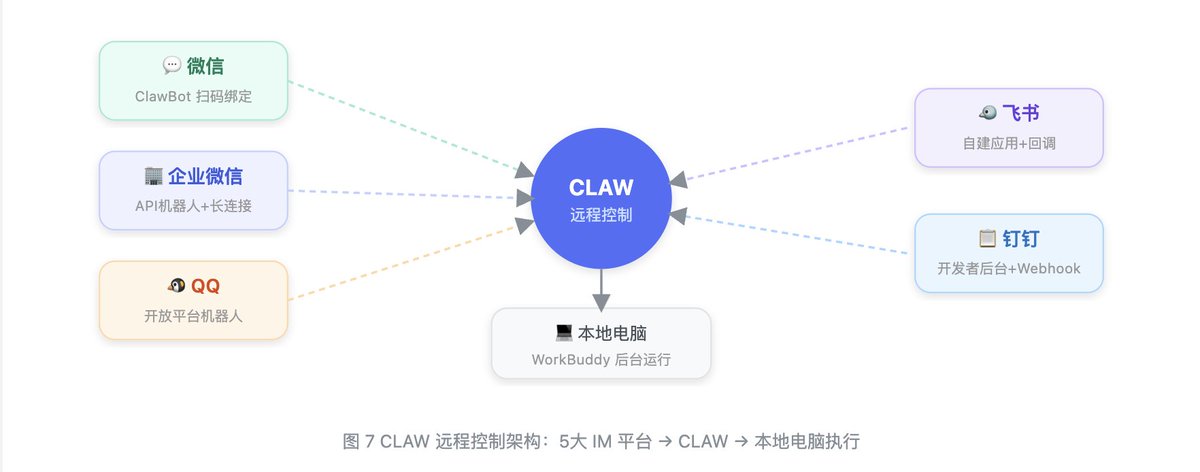 微信
ClawBot 扫码绑定
企业微信
API机器人+长连接
QQ
开放平台机器人
CLAW
远程控制
飞书
自建应用+回调
钉钉
开发者后台+Webhook
本地电脑
WorkBuddy 后台运行
图 7 CLAW 远程控制架构：5大 IM 平台 → CLAW → 本地电脑执行